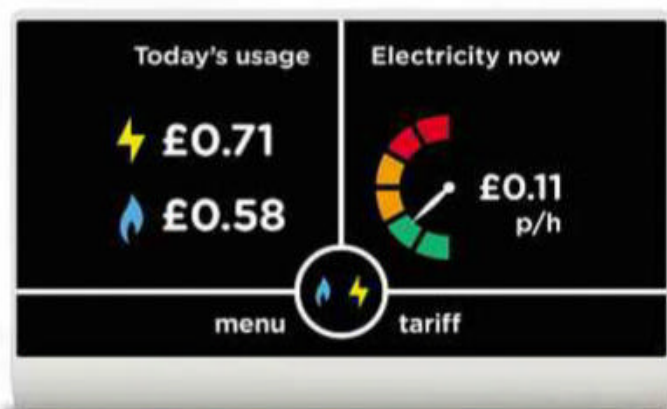 Today's usage
£0.71
£0.58
Electricity now
£0.11
p/h
menu
tariff